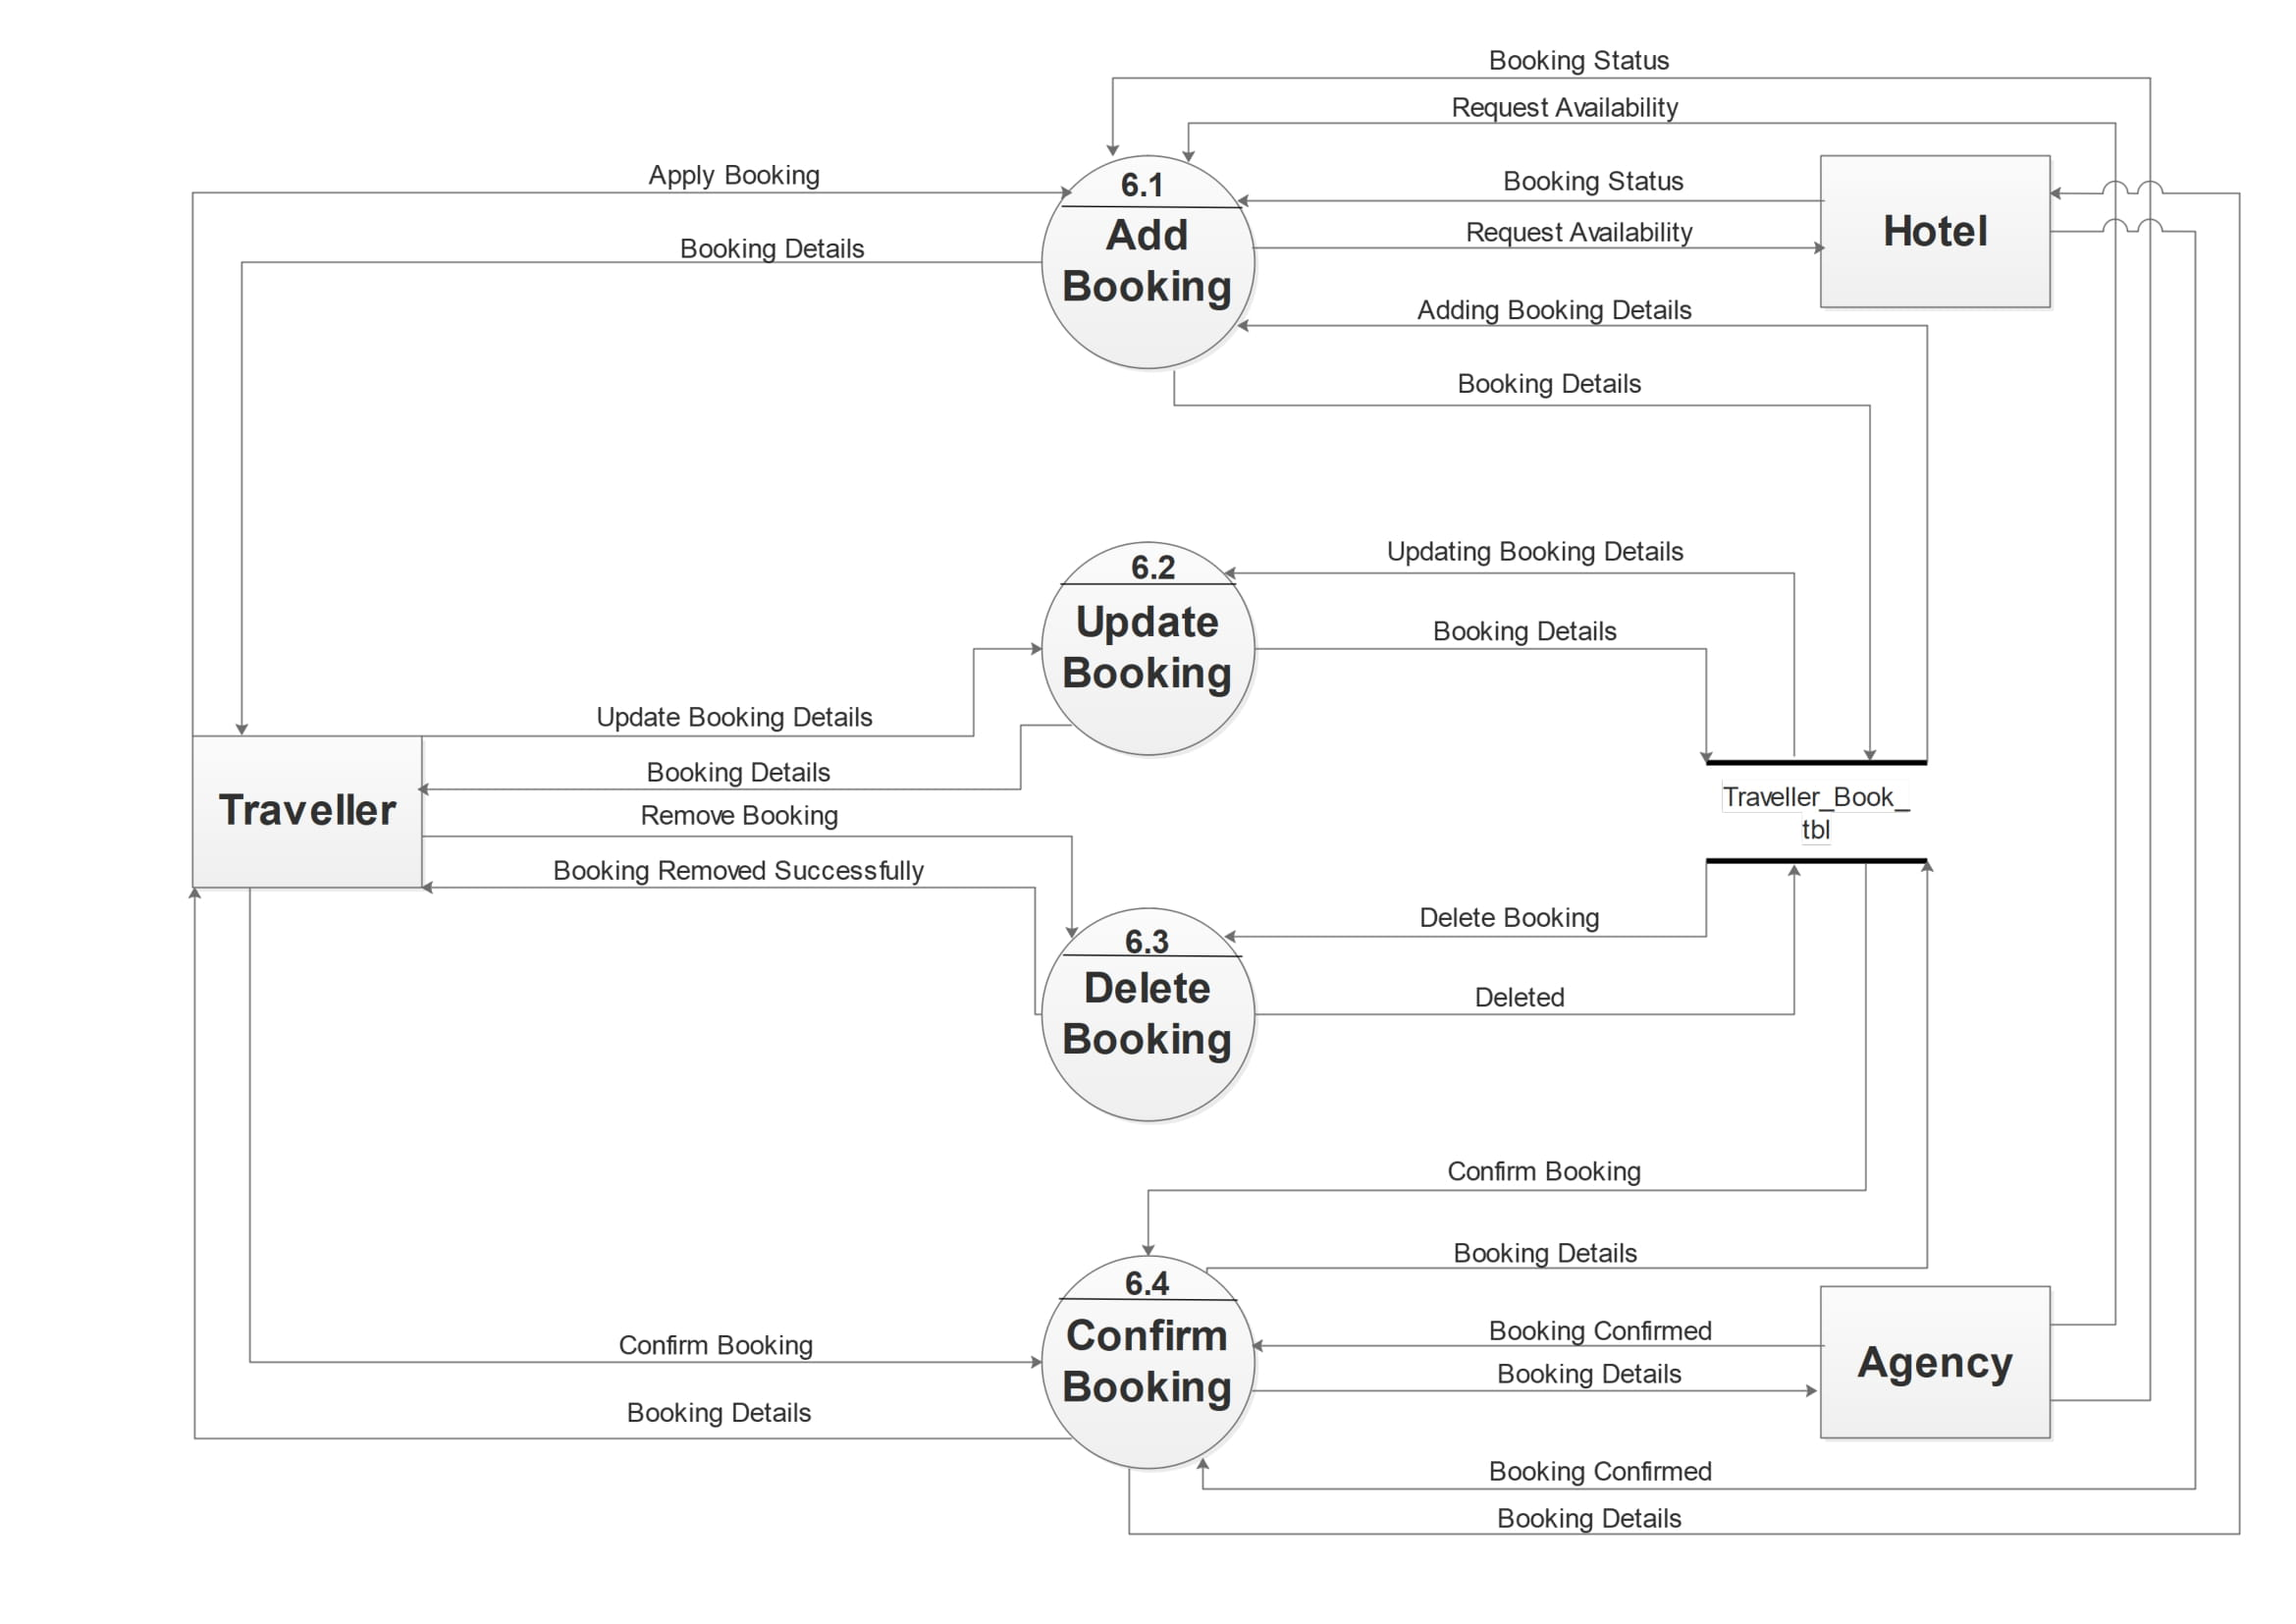 Booking Status
Request Availability
Apply Booking
6.1
Booking Status
Add
Booking
Hotel
Request Availability
Booking Details
Adding Booking Details
Booking Details
6.2
Updating Booking Details
Update
Booking
Booking Details
Update Booking Details
Booking Details
Traveller
Remove Booking
Traveller_Book_
tbl
Booking Removed Successfully
Delete Booking
6.3
Delete
Booking
Deleted
Confirm Booking
Booking Details
6.4
Confirm
Booking
Booking Confirmed
Confirm Booking
Agency
Booking Details
Booking Details
Booking Confirmed
Booking Details